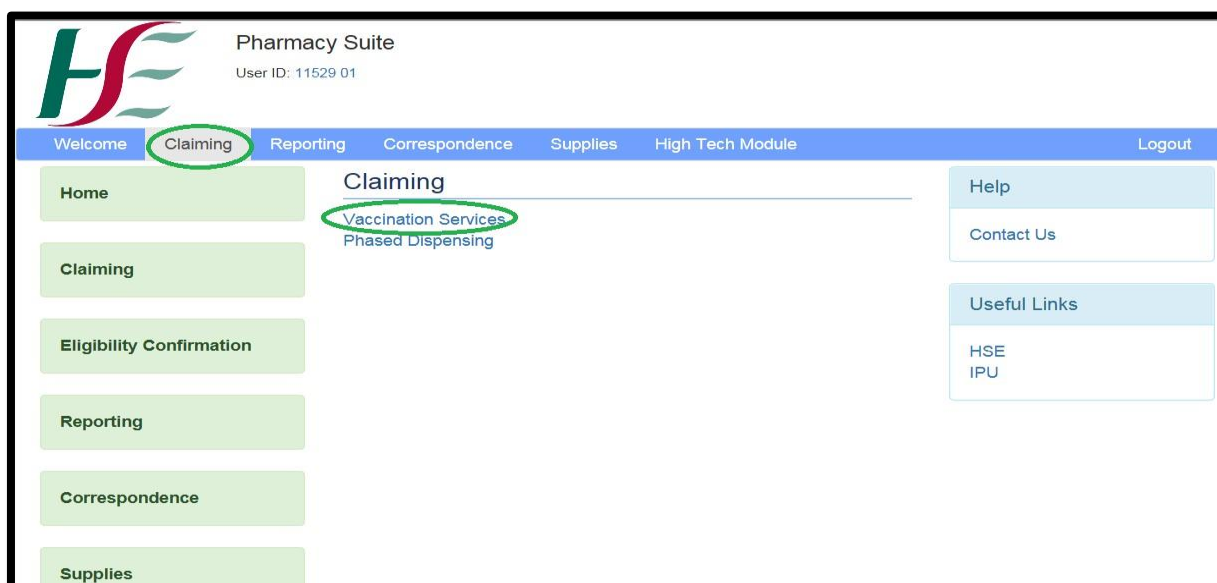 HSE
Pharmacy Suite
User ID: 11529 01
Welcome Claiming Reporting Correspondence Supplies High Tech Module Logout
Home
Claiming
Eligibility Confirmation
Reporting
Correspondence
Supplies
Claiming
Vaccination Services
Phased Dispensing
Help
Contact Us
Useful Links
HSE
IPU